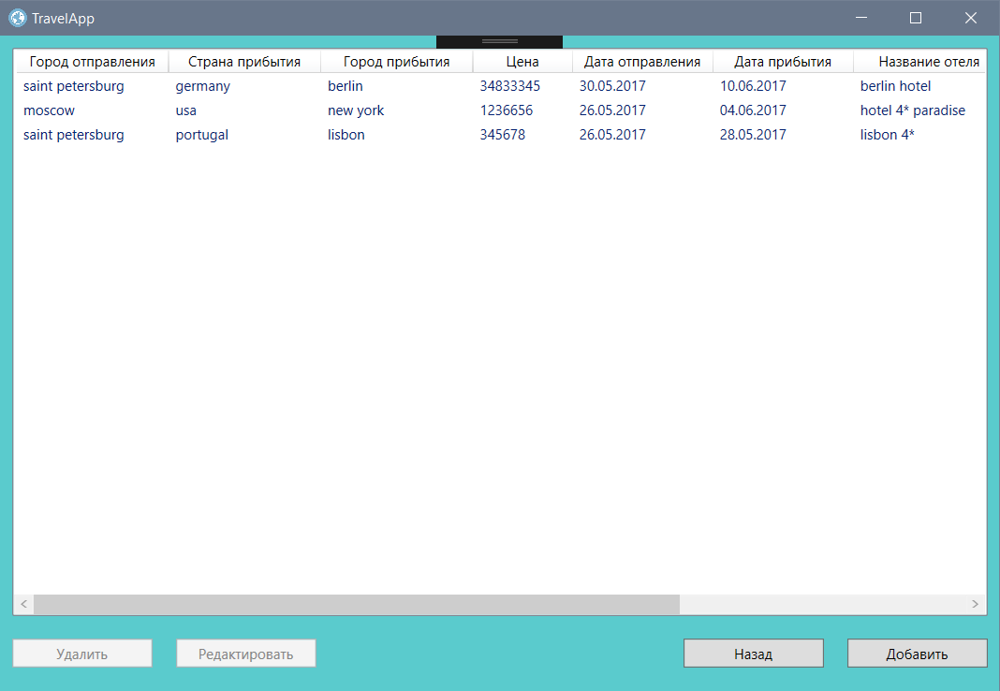 TravelApp
Город отправления Страна прибытия Город прибытия Цена Дата отправления Дата прибытия Название отеля
saint petersburg germany berlin 34833345 30.05.2017 10.06.2017 berlin hotel
moscow usa new york 1236656 26.05.2017 04.06.2017 hotel 4* paradise
saint petersburg portugal lisbon 345678 26.05.2017 28.05.2017 lisbon 4*
Удалить Редактировать Назад Добавить